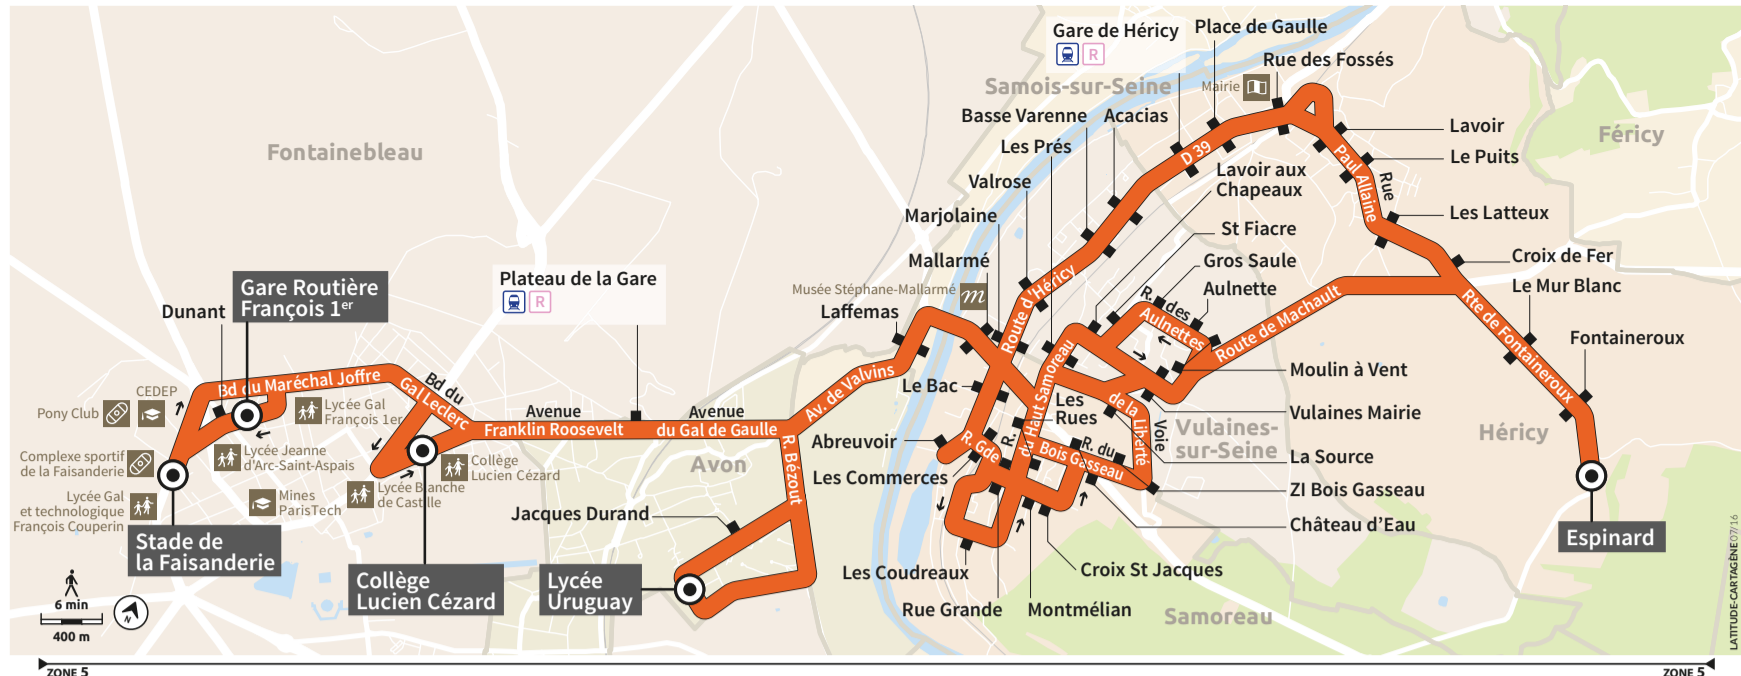 Gare de Héricy
R
Place de Gaulle
Rue des Fossés
Samois-sur-Seine
Mairie
Basse Varenne
Acacias
Lavoir
Féricy
Fontainebleau
Les Prés
D 39
Paul Allaine
Rue
Le Puits
Valrose
Lavoir aux
Chapeaux
Marjolaine
Les Latteux
St Fiacre
Mallarmé
Gros Saule
Croix de Fer
Gare Routière
François 1er
Plateau de la Gare
R
Musée Stéphane-Mallarmé
m
Route d'Héricy
R. des
Aulnettes
Aulnette
Le Mur Blanc
Dunant
Laffemas
Route de Machault
Rte de Fontaineroux
Fontaineroux
CEDEP
Bd du Maréchal Joffre
Bd du
Gal Leclerc
Av. de Valvins
Moulin à Vent
Pony Club
Lycée Gal
François 1er
Le Bac
Les
Rues
R.
du Haut Samoreau
de la
Liberté
Voie
Vulaines Mairie
Avenue
Franklin Roosevelt
Avenue
du Gal de Gaulle
Vulaines-
sur-Seine
Héricy
Abreuvoir
R. Gde
R. du
Bois Gasseau
La Source
Complexe sportif
de la Faisanderie
Lycée Jeanne
d'Arc-Saint-Aspais
Collège
Lucien Cézard
Avon
R. Bézout
Les Commerces
ZI Bois Gasseau
Lycée Gal
et technologique
François Couperin
Mines
ParisTech
Lycée Blanche
de Castille
Jacques Durand
Château d'Eau
Stade de
la Faisanderie
Espinard
Collège
Lucien Cézard
Lycée
Uruguay
Les Coudreaux
Croix St Jacques
Rue Grande
Montmélian
Samoreau
6 min
400 m
N
LATITUDE-CARTAGÈNE 07/16
ZONE 5
ZONE 5